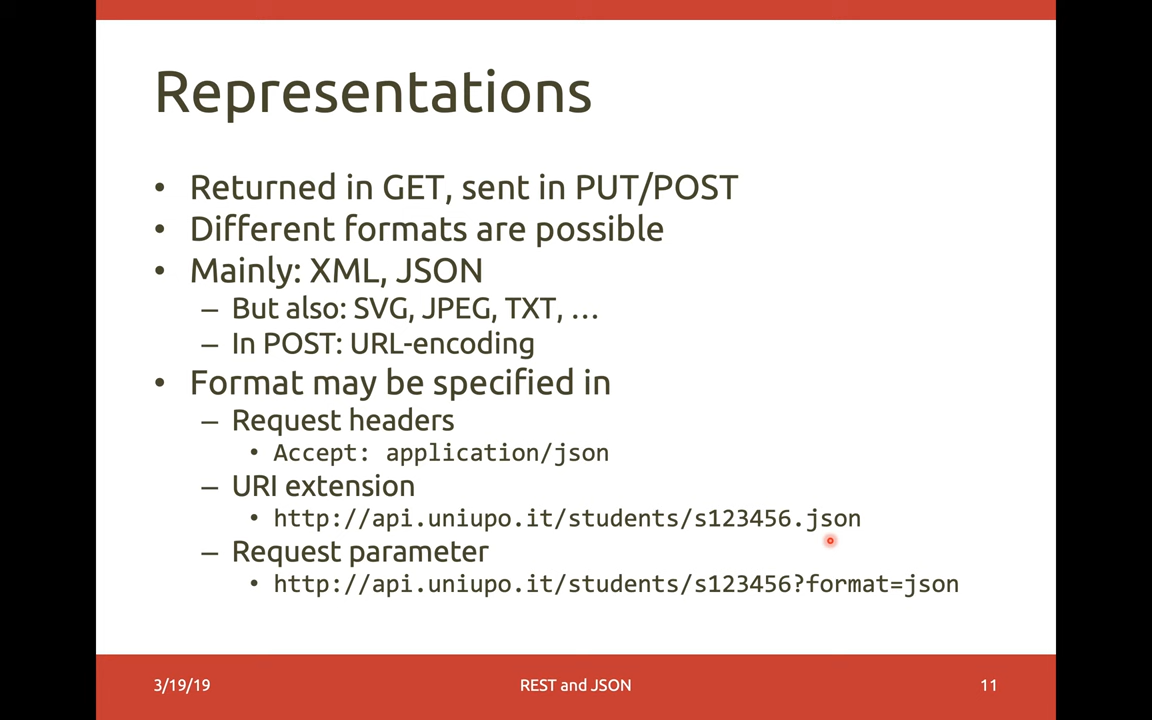 Representations
• Returned in GET, sent in PUT/POST
• Different formats are possible
• Mainly: XML, JSON
– But also: SVG, JPEG, TXT, …
– In POST: URL-encoding
• Format may be specified in
– Request headers
• Accept: application/json
– URI extension
• http://api.uniupo.it/students/s123456.json
– Request parameter
• http://api.uniupo.it/students/s123456?format=json
3/19/19 REST and JSON 11